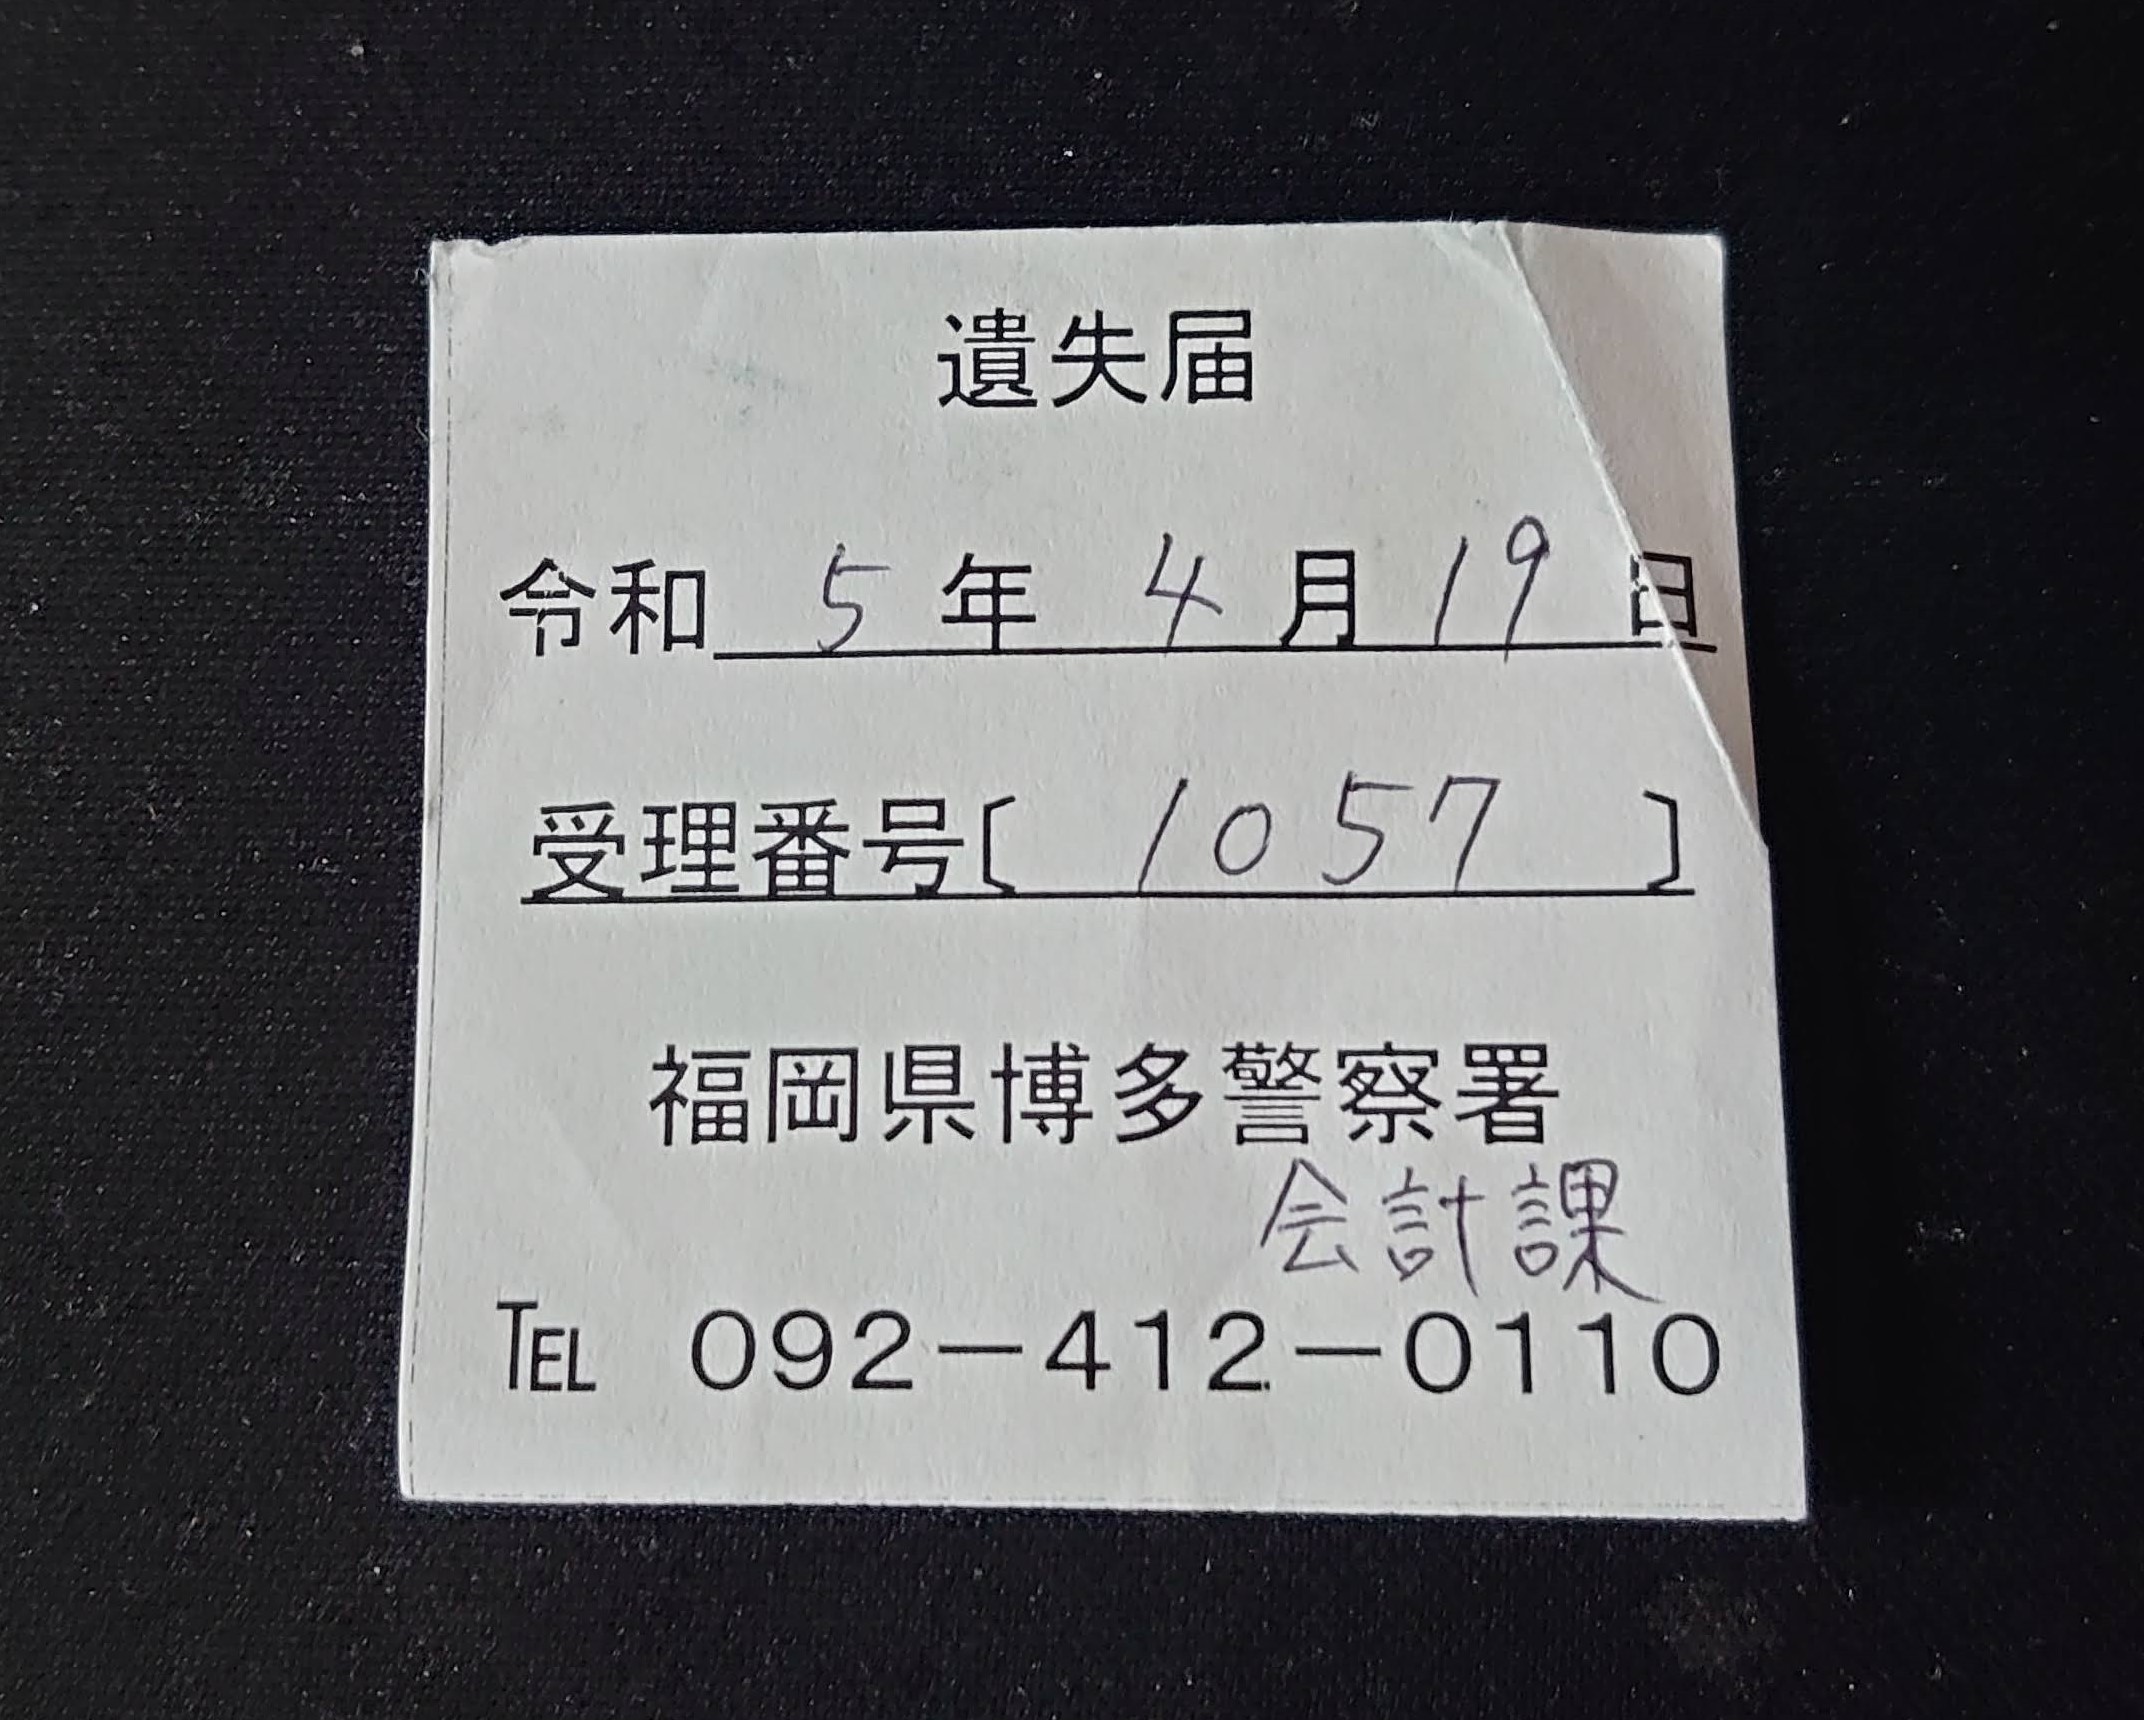 遺失届
令和 5 年 4 月 19 日
受理番号〔 1057 〕
福岡県博多警察署
会計課
TEL 092-412-0110